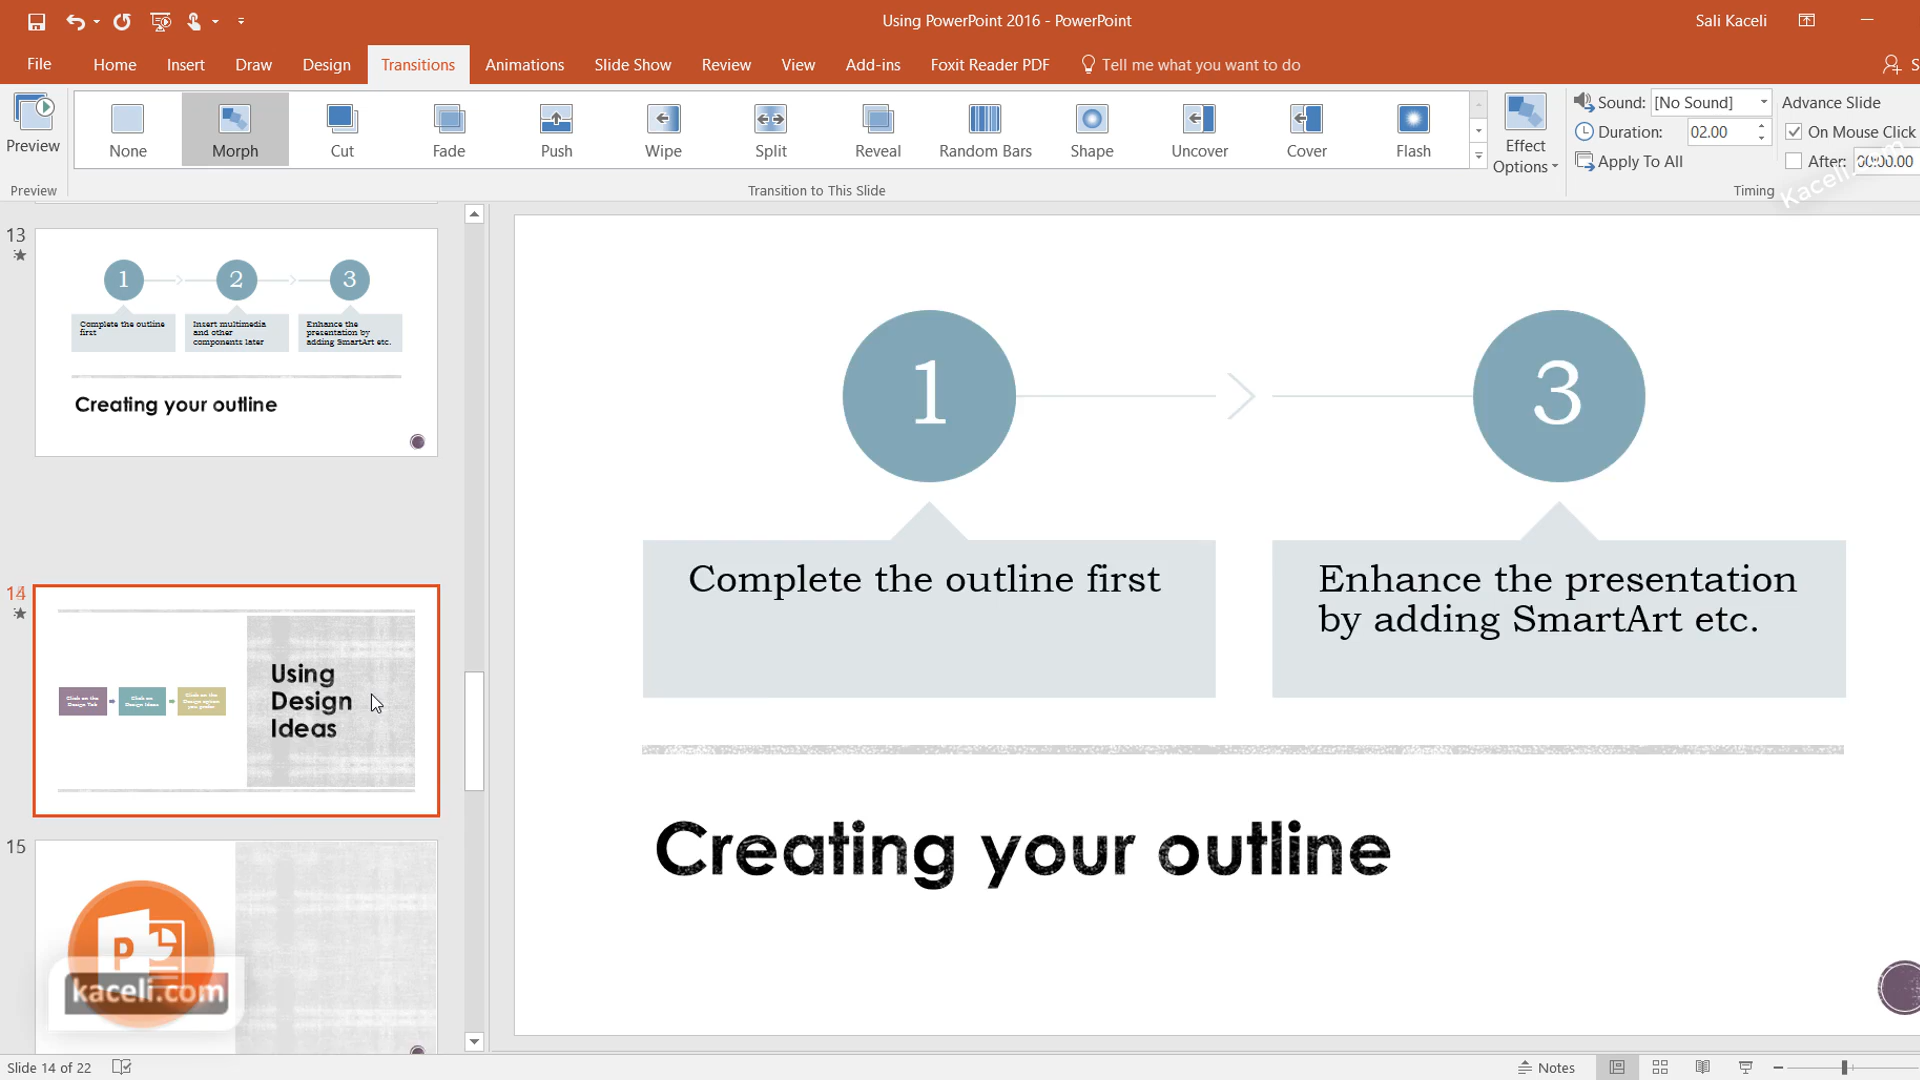 Using PowerPoint 2016 - PowerPoint
Sali Kaceli
File
Home
Insert
Draw
Design
Transitions
Animations
Slide Show
Review
View
Add-ins
Foxit Reader PDF
Tell me what you want to do
S
Preview
None
Morph
Cut
Fade
Push
Wipe
Split
Reveal
Random Bars
Shape
Uncover
Cover
Flash
Effect
Options
Sound: [No Sound]
Duration: 02.00
Apply To All
Advance Slide
On Mouse Click
After: 00:00.00
Kaceli.com
Preview
Transition to This Slide
Timing
13
1
2
3
Complete the outline
first
Insert multimedia
and other
components later
Enhance the
presentation by
adding SmartArt etc.
Creating your outline
14
Click on the
Design Tab
Click on
Design Ideas
Click on the
Design option
you prefer
Using
Design
Ideas
15
P
kaceli.com
1
3
Complete the outline first
Enhance the presentation
by adding SmartArt etc.
Creating your outline
Slide 14 of 22
Notes